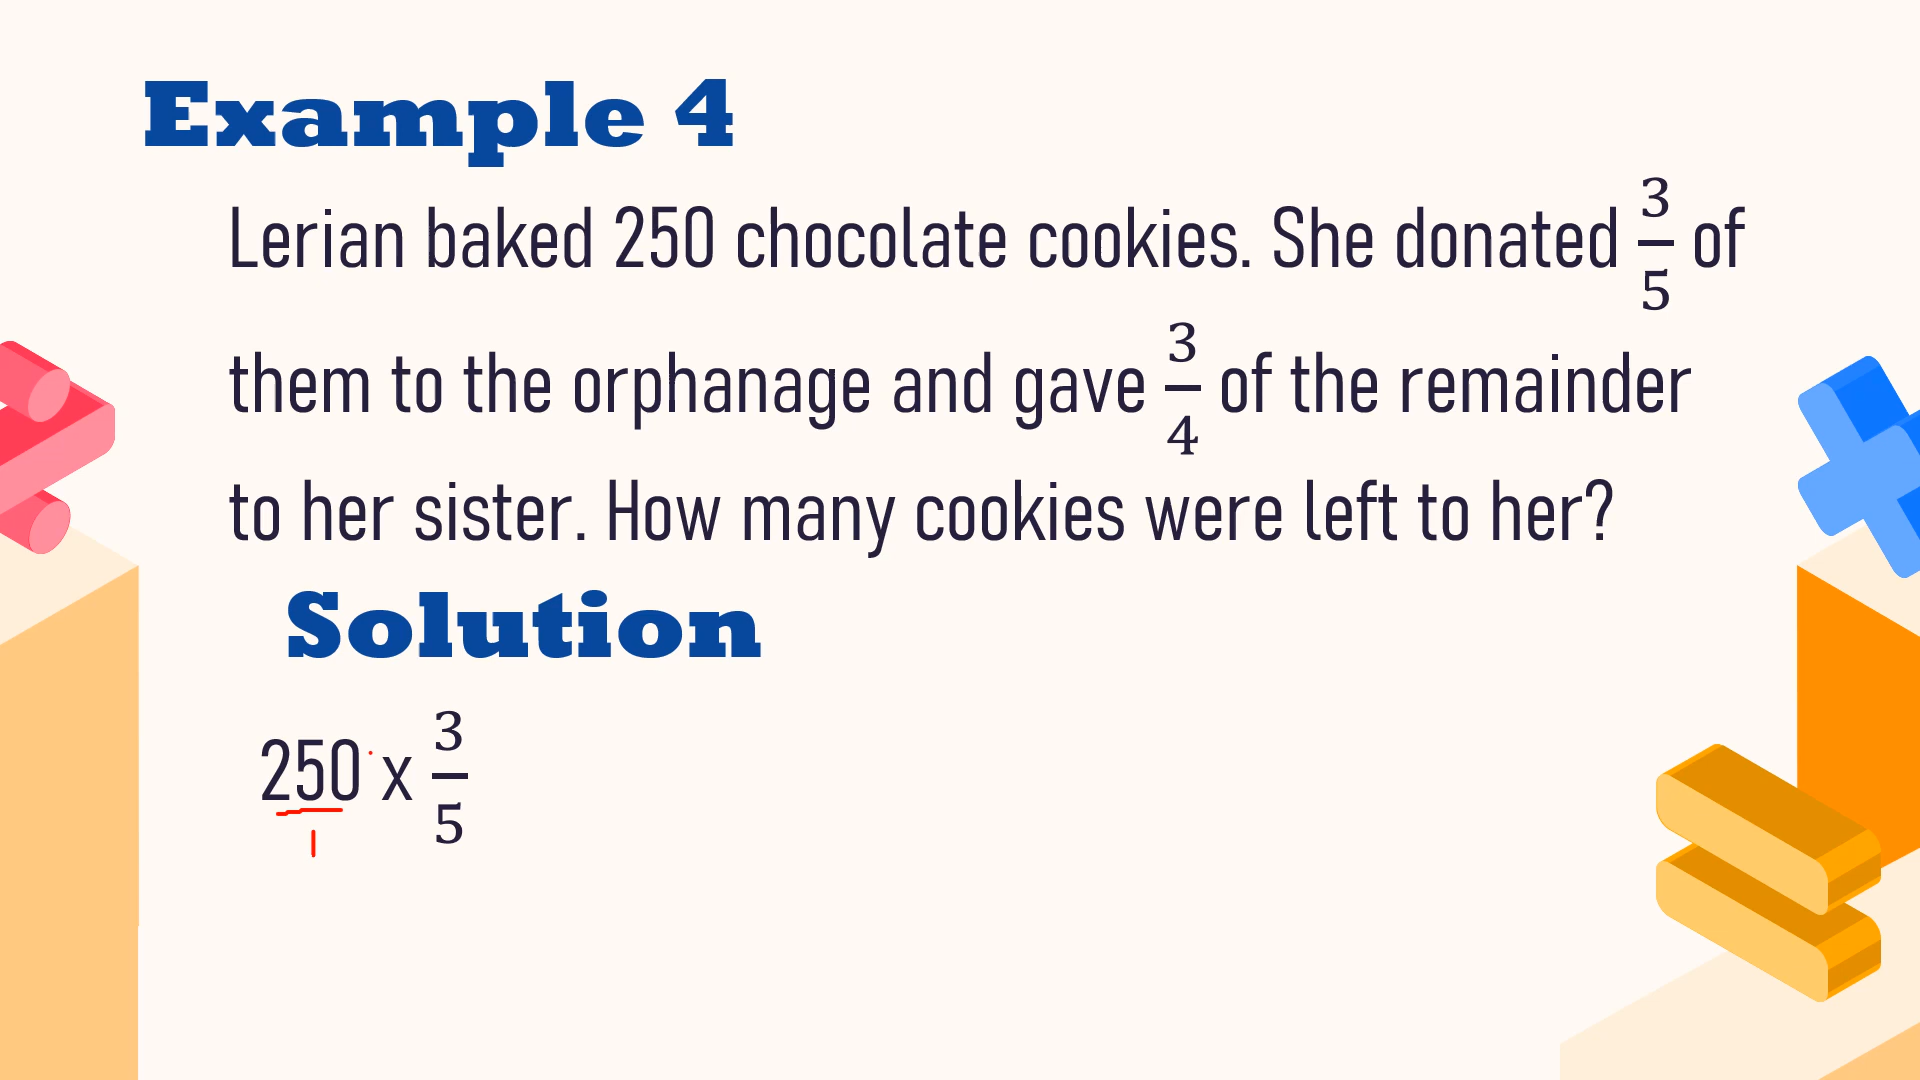 Example 4
Lerian baked 250 chocolate cookies. She donated 3/5 of
them to the orphanage and gave 3/4 of the remainder
to her sister. How many cookies were left to her?
Solution
250 x 3/5
1